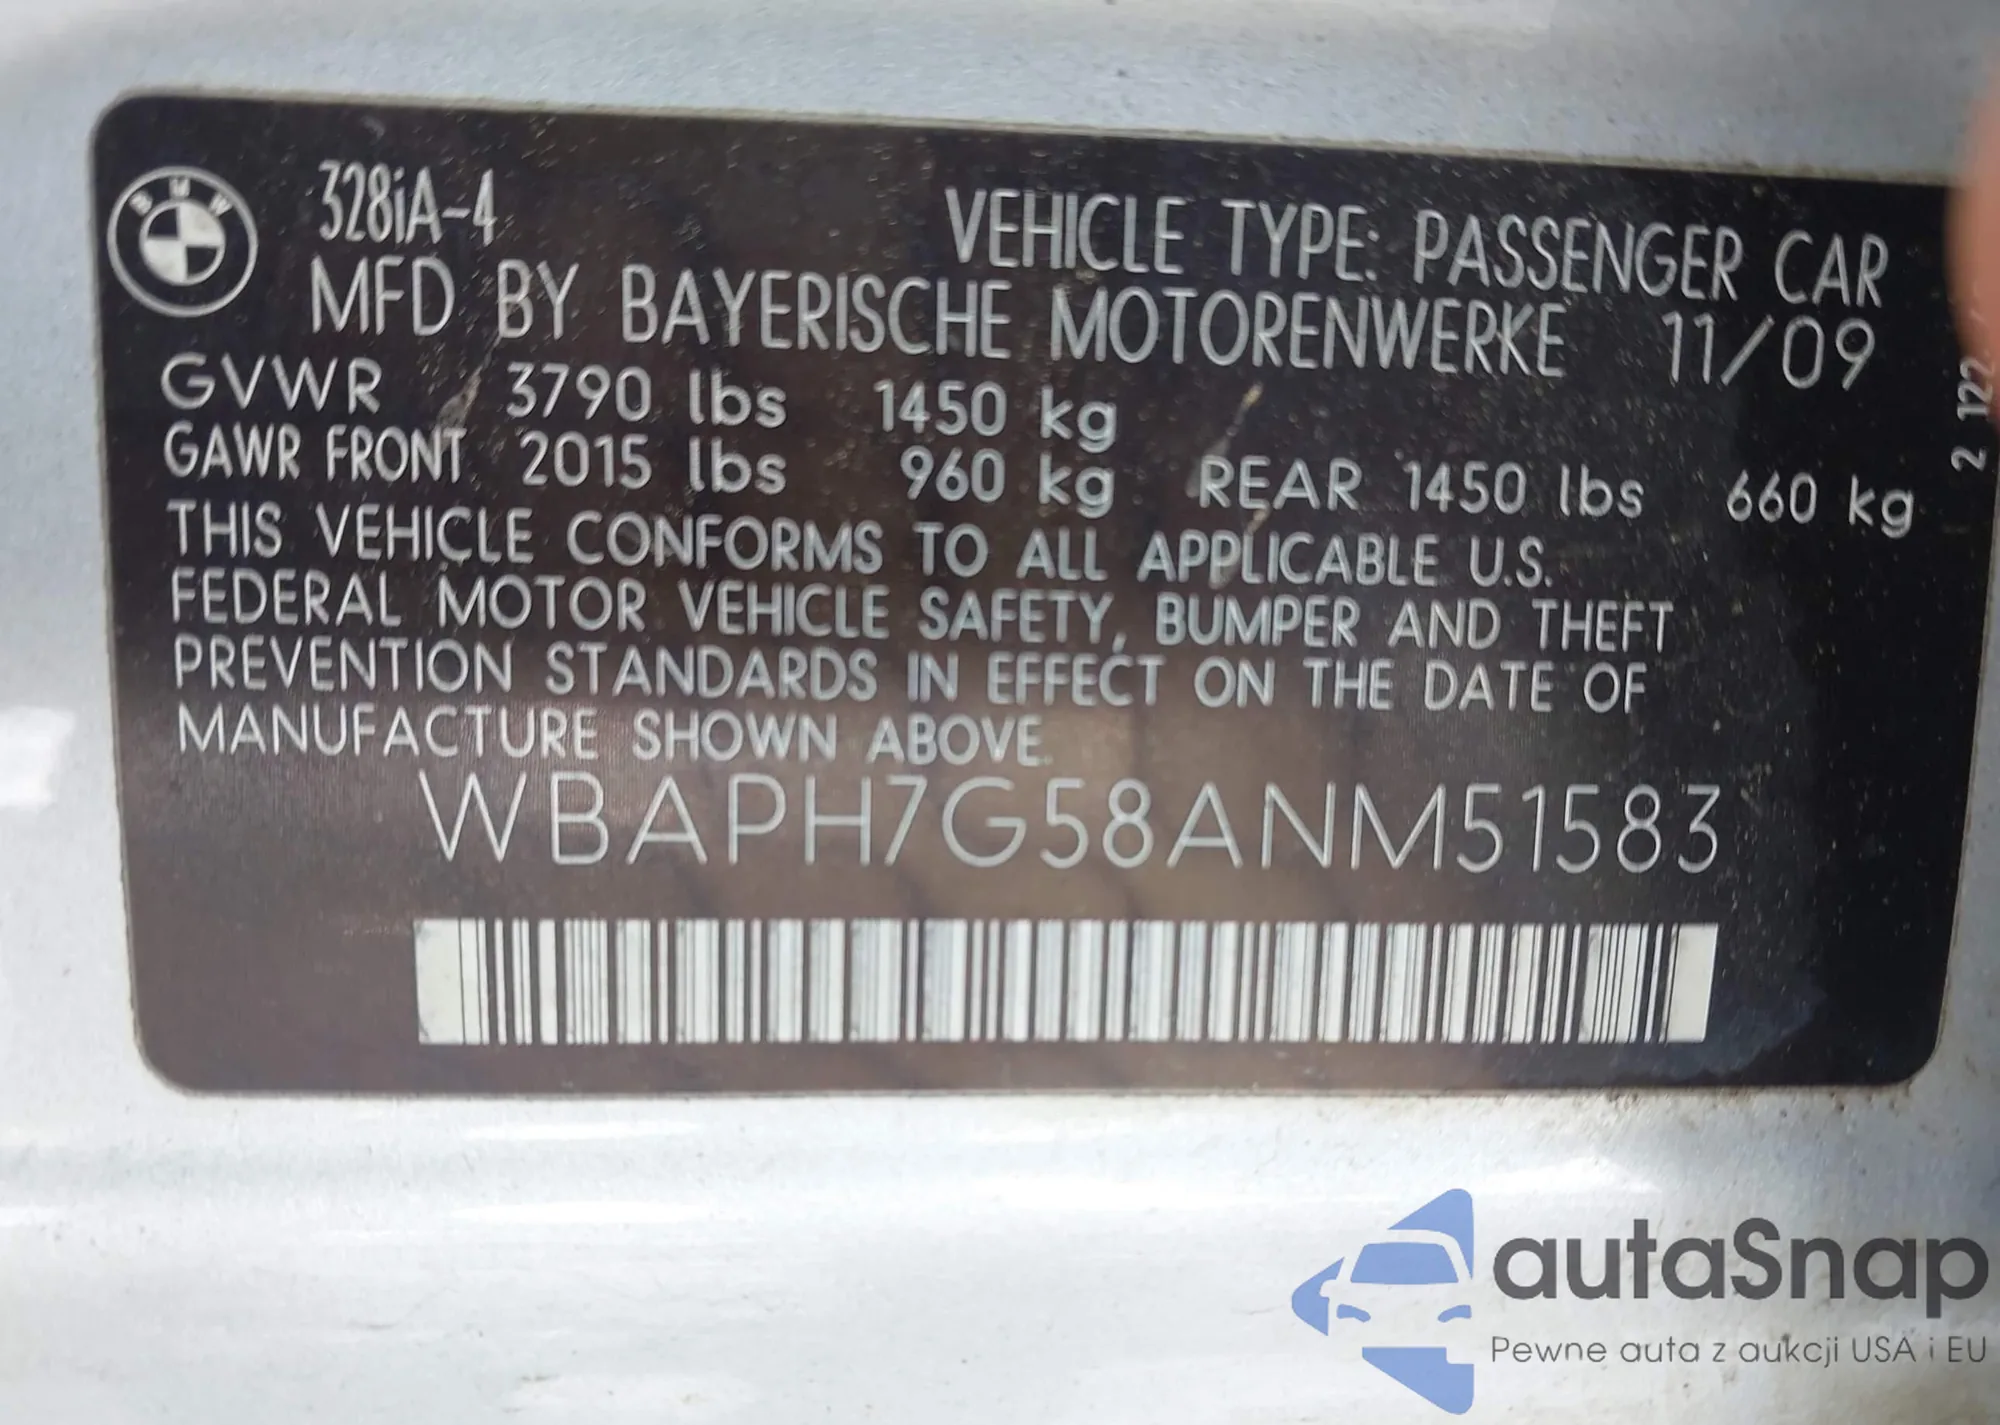 BMW
328iA-4
VEHICLE TYPE: PASSENGER CAR
MFD BY BAYERISCHE MOTORENWERKE 11/09
GVWR 3790 lbs 1450 kg
GAWR FRONT 2015 lbs 960 kg REAR 1450 lbs 660 kg
THIS VEHICLE CONFORMS TO ALL APPLICABLE U.S.
FEDERAL MOTOR VEHICLE SAFETY, BUMPER AND THEFT
PREVENTION STANDARDS IN EFFECT ON THE DATE OF
MANUFACTURE SHOWN ABOVE.
WBAPH7G58ANM51583
2 122
autaSnap
Pewne auta z aukcji USA i EU